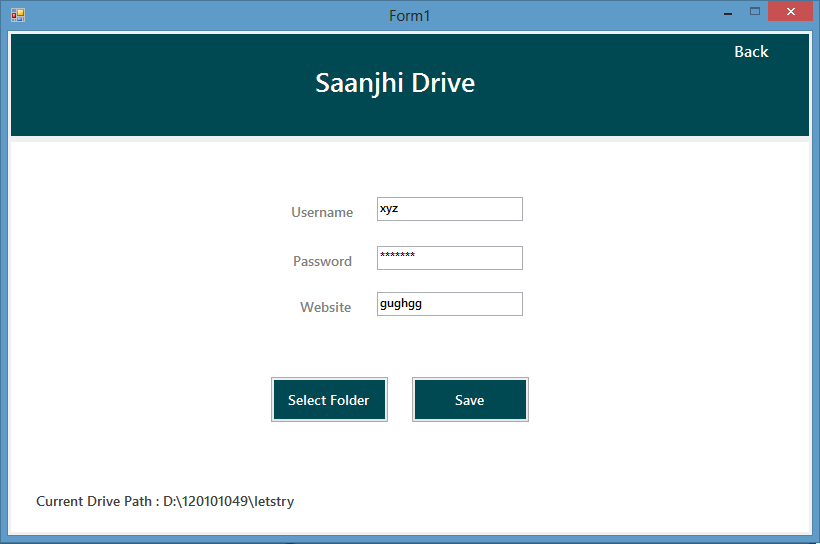 Form1
Back
Saanjhi Drive
Username xyz
Password *******
Website gughgg
Select Folder Save
Current Drive Path : D:\120101049\letstry